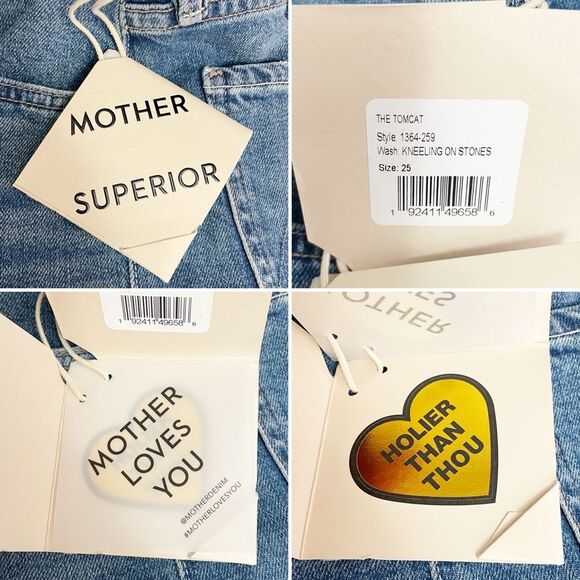 MOTHER
SUPERIOR
THE TOMCAT
Style: 1364-259
Wash: KNEELING ON STONES
Size: 25
1 92411 49658 6
1 92411 49658 6
MOTHER
LOVES
YOU
@MOTHERDENIM
#MOTHERLOVESYOU
LOVES
MOTHER
HOLIER
THAN
THOU